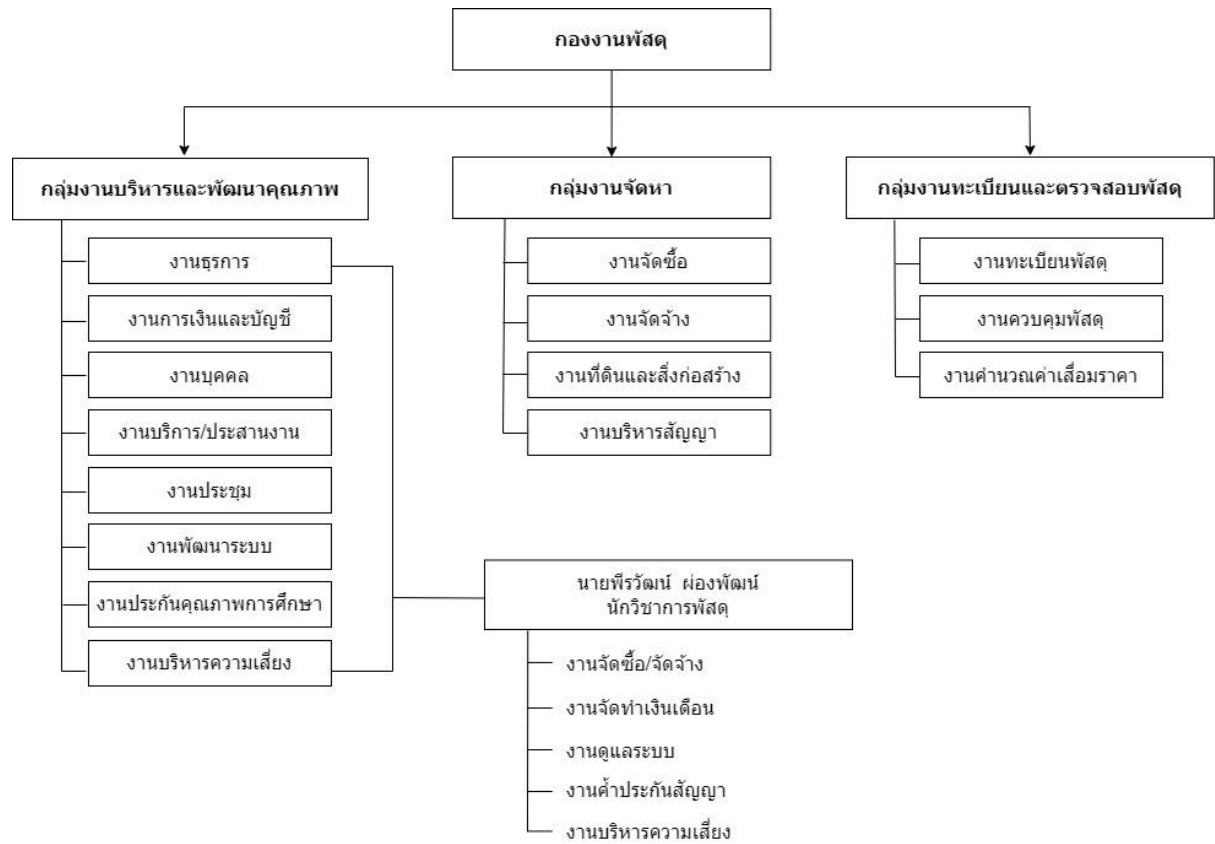 กองงานพัสดุ
กลุ่มงานบริหารและพัฒนาคุณภาพ
งานธุรการ
งานการเงินและบัญชี
งานบุคคล
งานบริการ/ประสานงาน
งานประชุม
งานพัฒนาระบบ
งานประกันคุณภาพการศึกษา
งานบริหารความเสี่ยง
กลุ่มงานจัดหา
งานจัดซื้อ
งานจัดจ้าง
งานที่ดินและสิ่งก่อสร้าง
งานบริหารสัญญา
กลุ่มงานทะเบียนและตรวจสอบพัสดุ
งานทะเบียนพัสดุ
งานควบคุมพัสดุ
งานคำนวณค่าเสื่อมราคา
นายพีรวัฒน์ ผ่องพัฒน์
นักวิชาการพัสดุ
งานจัดซื้อ/จัดจ้าง
งานจัดทำเงินเดือน
งานดูแลระบบ
งานค้ำประกันสัญญา
งานบริหารความเสี่ยง